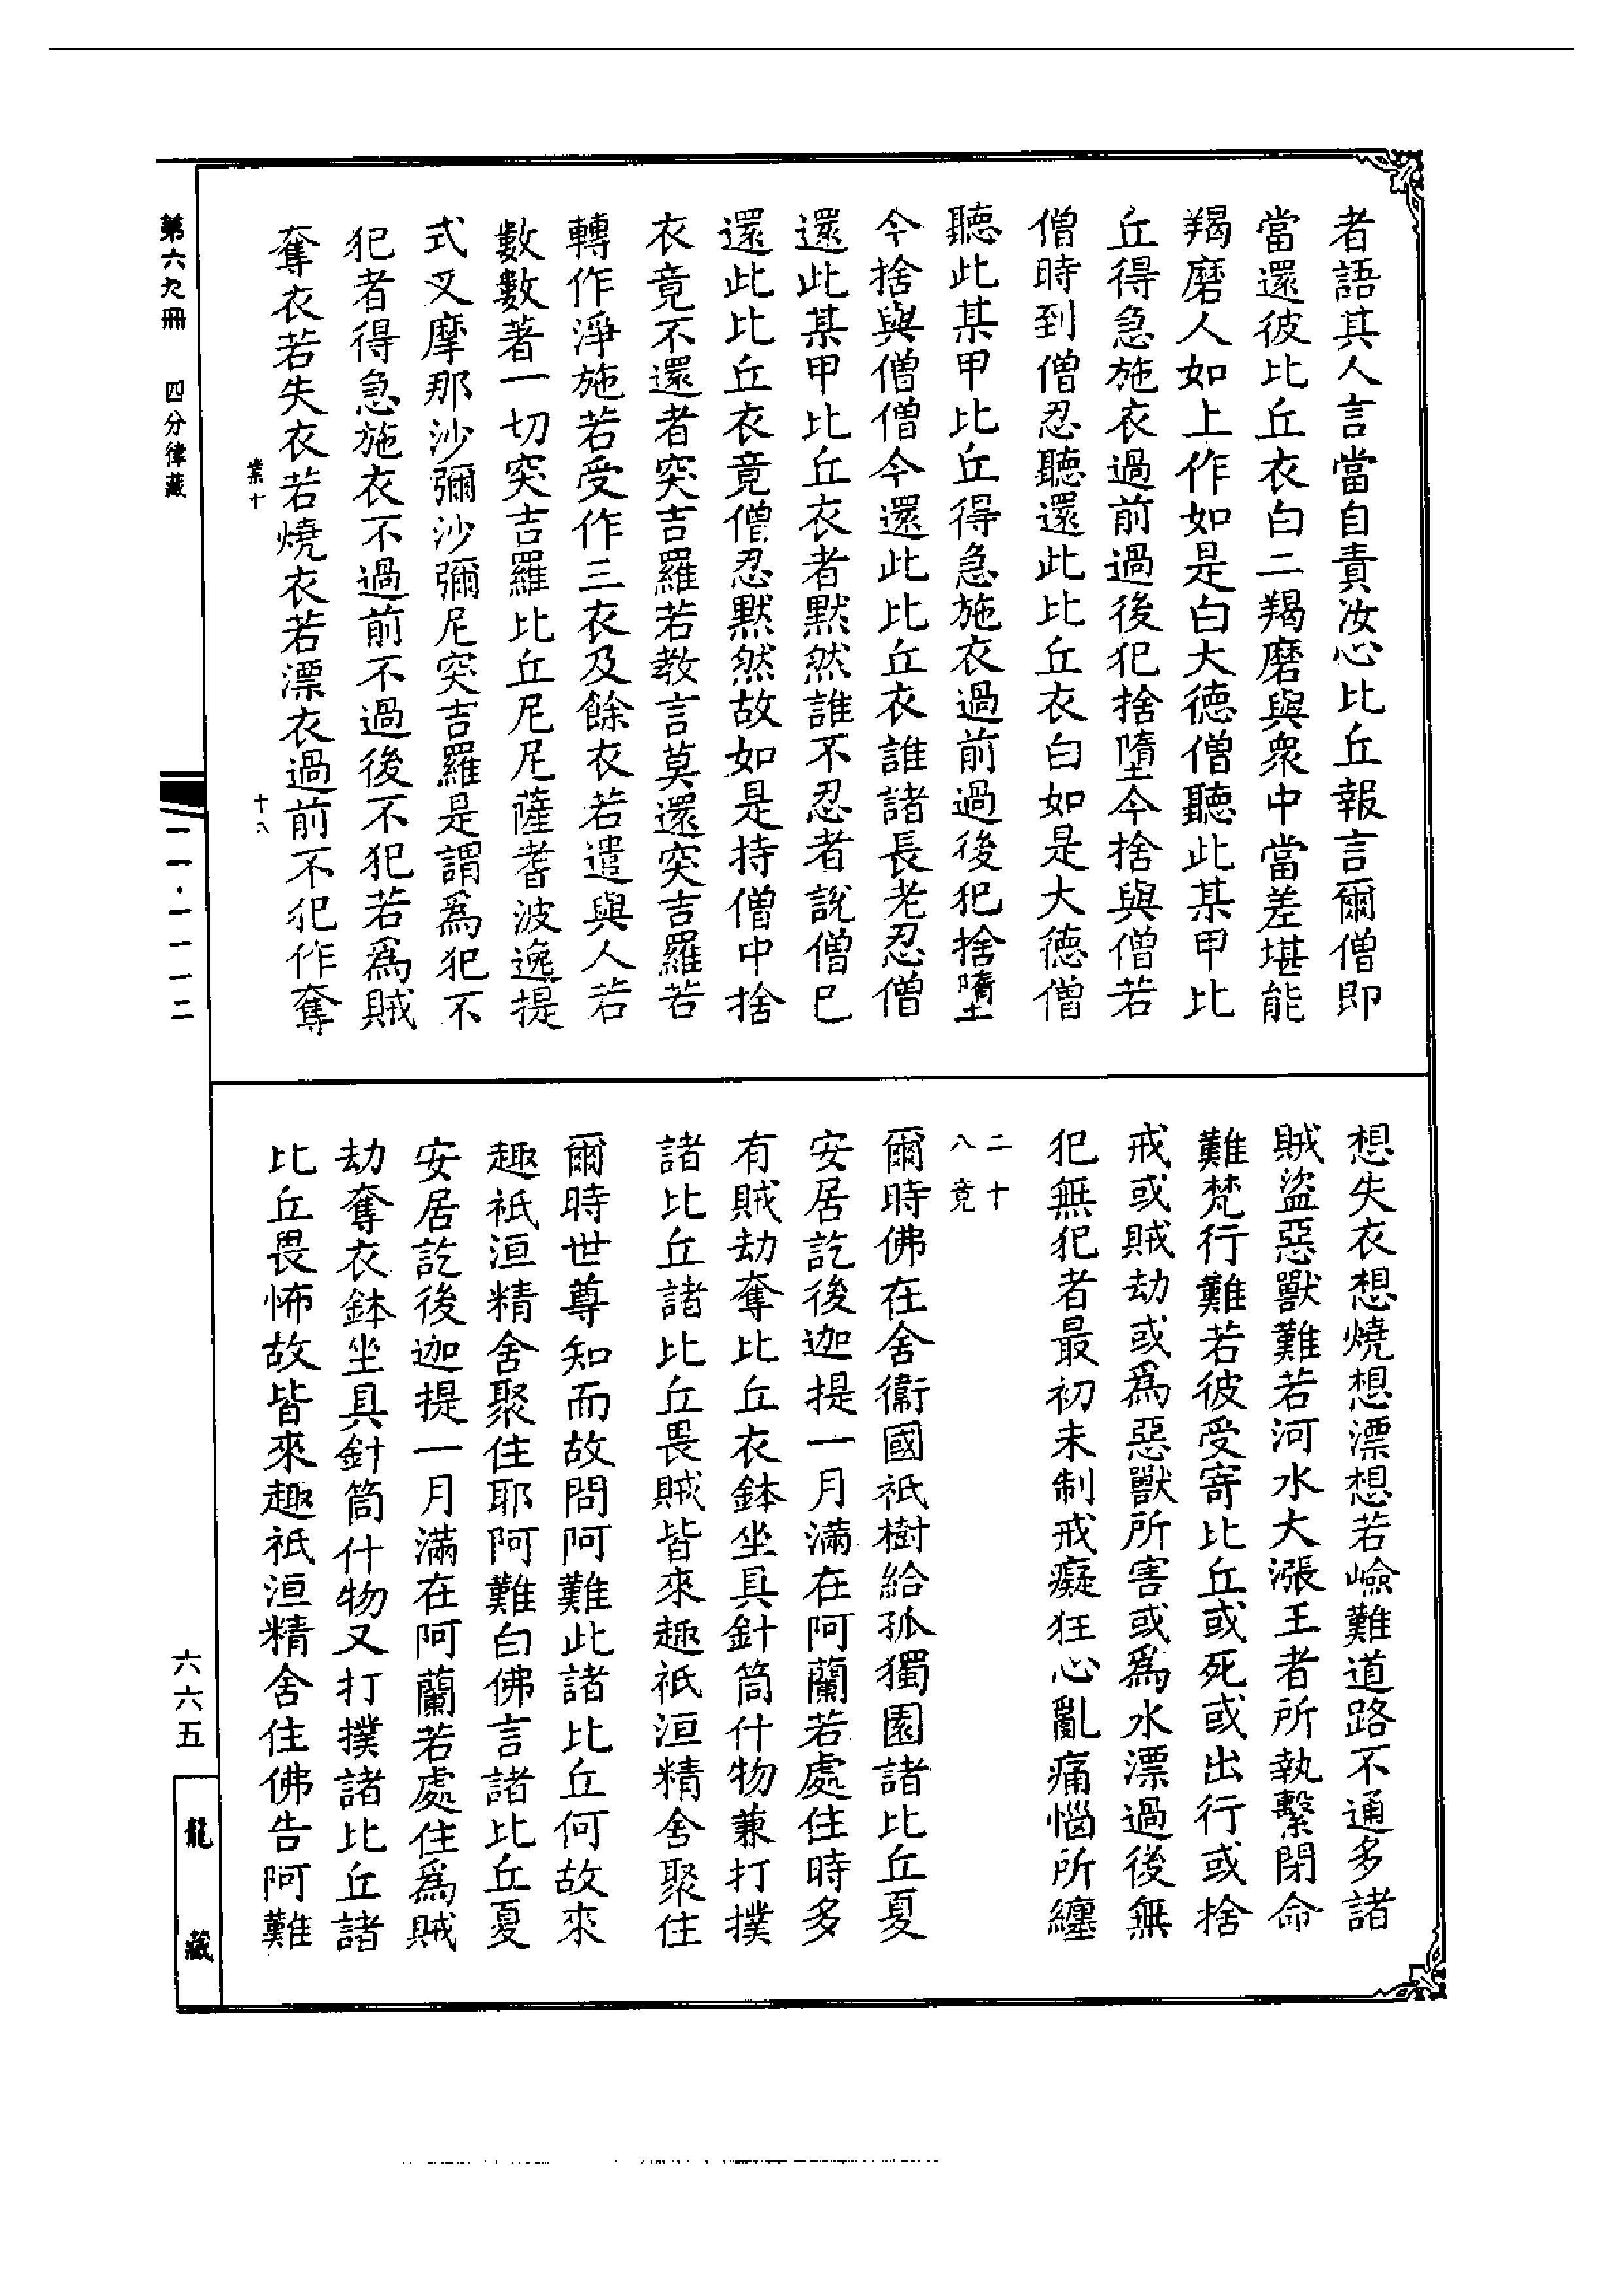 者語其人言當自責汝心比丘報言爾僧即
當還彼比丘衣白二羯磨與衆中當差堪能
羯磨人如上作如是白大德僧聽此某甲比
丘得急施衣過前過後犯捨墮今捨與僧若
僧時到僧忍聽還此比丘衣白如是大德僧
聽此某甲比丘得急施衣過前過後犯捨墮
今捨與僧僧今還此比丘衣誰諸長老忍僧
還此某甲比丘衣者默然誰不忍者說僧已
還此比丘衣竟僧忍默然故如是持僧中捨
衣竟不還者突吉羅若教言莫還突吉羅若
轉作淨施若受作三衣及餘衣若遣與人若
數數著一切突吉羅比丘尼尼薩耆波逸提
式叉摩那沙彌沙彌尼突吉羅是謂爲犯不
犯者得急施衣不過前不過後不犯若爲賊
奪衣若失衣若燒衣若漂衣過前不犯作奪
業十 十八
想失衣想燒想漂想若嶮難道路不通多諸
賊盜惡獸難若河水大漲王者所執繫閉命
難梵行難若彼受寄比丘或死或出行或捨
戒或賊劫或爲惡獸所害或爲水漂過後無
犯無犯者最初未制戒癡狂心亂痛惱所纏
二十
八竟
爾時佛在舍衞國祇樹給孤獨園諸比丘夏
安居訖後迦提一月滿在阿蘭若處住時多
有賊劫奪比丘衣鉢坐具針筒什物兼打撲
諸比丘諸比丘畏賊皆來趣祇洹精舍聚住
爾時世尊知而故問阿難此諸比丘何故來
趣祇洹精舍聚住耶阿難白佛言諸比丘夏
安居訖後迦提一月滿在阿蘭若處住爲賊
劫奪衣鉢坐具針筒什物又打撲諸比丘諸
比丘畏怖故皆來趣祇洹精舍住佛告阿難
第六九冊 四分律藏
一一·一一一二
六六五
龍藏